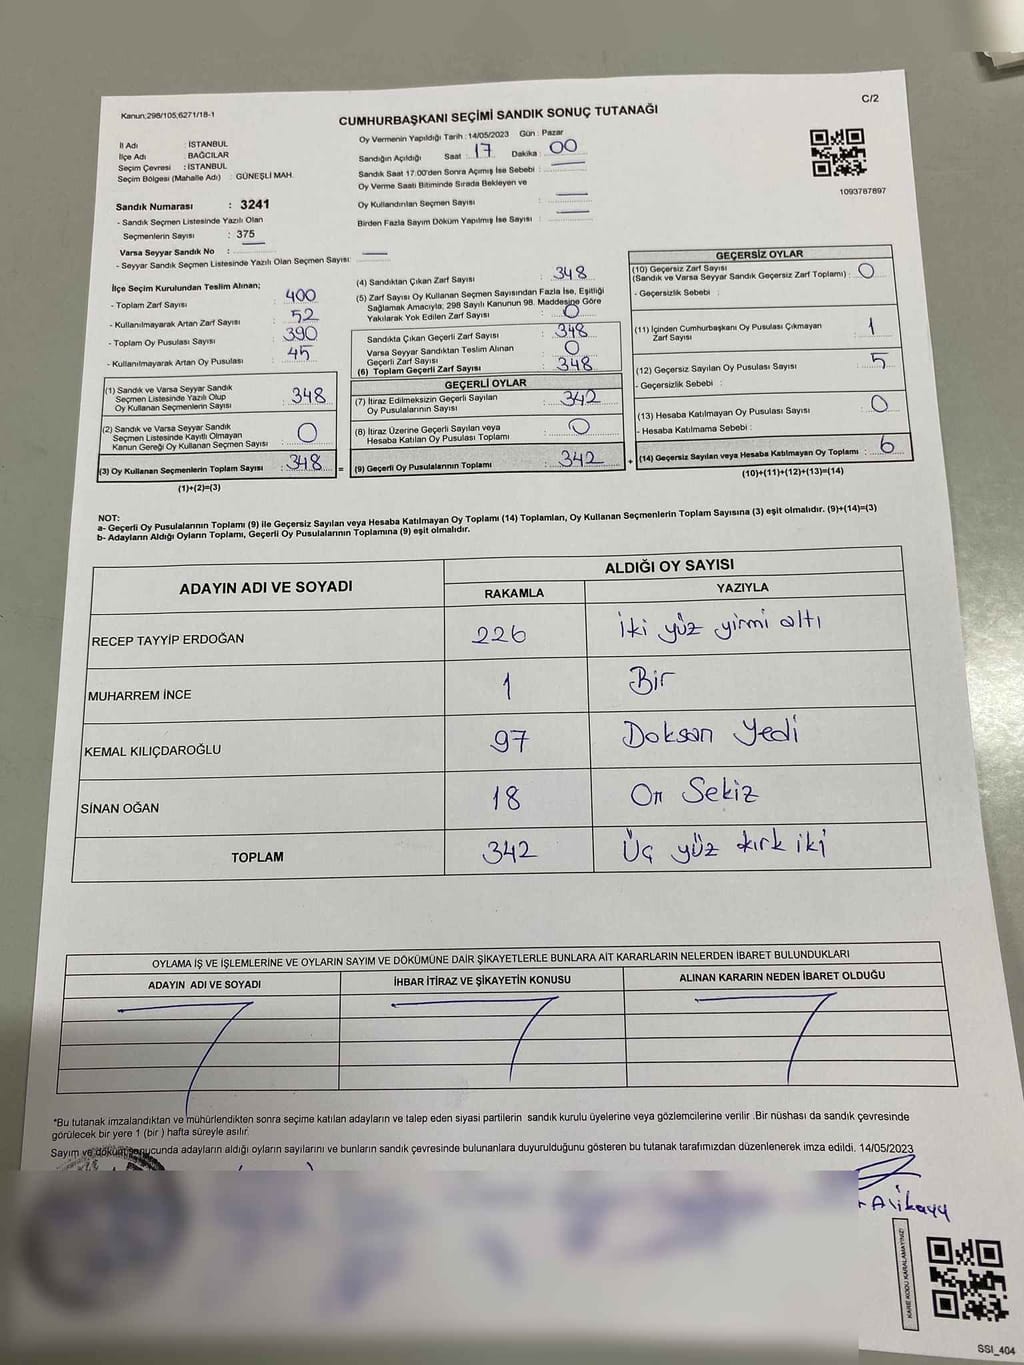 Kanun;298/105;6271/18-1
CUMHURBAŞKANI SEÇİMİ SANDIK SONUÇ TUTANAĞI
C/2
İl Adı : İSTANBUL
İlçe Adı : BAĞCILAR
Seçim Çevresi : İSTANBUL
Seçim Bölgesi (Mahalle Adı) : GÜNEŞLİ MAH.
Oy Vermenin Yapıldığı Tarih : 14/05/2023 Gün : Pazar
Sandığın Açıldığı Saat : 17 Dakika : 00
Sandık Saat 17:00'den Sonra Açımış İse Sebebi :
Oy Verme Saati Bitiminde Sırada Bekleyen ve
Oy Kullandırılan Seçmen Sayısı :
Birden Fazla Sayım Döküm Yapılmış İse Sayısı :
1093787897
Sandık Numarası : 3241
- Sandık Seçmen Listesinde Yazılı Olan
Seçmenlerin Sayısı : 375
Varsa Seyyar Sandık No :
- Seyyar Sandık Seçmen Listesinde Yazılı Olan Seçmen Sayısı:
İlçe Seçim Kurulundan Teslim Alınan;
- Toplam Zarf Sayısı : 400
- Kullanılmayarak Artan Zarf Sayısı : 52
- Toplam Oy Pusulası Sayısı : 390
- Kullanılmayarak Artan Oy Pusulası : 45
(1) Sandık ve Varsa Seyyar Sandık
Seçmen Listesinde Yazılı Olup
Oy Kullanan Seçmenlerin Sayısı : 348
(2) Sandık ve Varsa Seyyar Sandık
Seçmen Listesinde Kayıtlı Olmayan
Kanun Gereği Oy Kullanan Seçmen Sayısı : 0
(3) Oy Kullanan Seçmenlerin Toplam Sayısı : 348 =
(1)+(2)=(3)
(4) Sandıktan Çıkan Zarf Sayısı : 348
(5) Zarf Sayısı Oy Kullanan Seçmen Sayısından Fazla İse, Eşitliği
Sağlamak Amacıyla, 298 Sayılı Kanunun 98. Maddesine Göre
Yakılarak Yok Edilen Zarf Sayısı : 0
Sandıkta Çıkan Geçerli Zarf Sayısı : 348
Varsa Seyyar Sandıktan Teslim Alınan
Geçerli Zarf Sayısı : 0
(6) Toplam Geçerli Zarf Sayısı : 348
GEÇERLİ OYLAR
(7) İtiraz Edilmeksizin Geçerli Sayılan
Oy Pusulalarının Sayısı : 342
(8) İtiraz Üzerine Geçerli Sayılan veya
Hesaba Katılan Oy Pusulası Toplamı : 0
(9) Geçerli Oy Pusulalarının Toplamı : 342 +
GEÇERSİZ OYLAR
(10) Geçersiz Zarf Sayısı
(Sandık ve Varsa Seyyar Sandık Geçersiz Zarf Toplamı) : 0
- Geçersizlik Sebebi :
(11) İçinden Cumhurbaşkanı Oy Pusulası Çıkmayan
Zarf Sayısı : 1
(12) Geçersiz Sayılan Oy Pusulası Sayısı : 5
- Geçersizlik Sebebi :
(13) Hesaba Katılmayan Oy Pusulası Sayısı : 0
- Hesaba Katılmama Sebebi :
(14) Geçersiz Sayılan veya Hesaba Katılmayan Oy Toplamı : 6
(10)+(11)+(12)+(13)=(14)
NOT:
a- Geçerli Oy Pusulalarının Toplamı (9) ile Geçersiz Sayılan veya Hesaba Katılmayan Oy Toplamı (14) Toplamları, Oy Kullanan Seçmenlerin Toplam Sayısına (3) eşit olmalıdır. (9)+(14)=(3)
b- Adayların Aldığı Oyların Toplamı, Geçerli Oy Pusulalarının Toplamına (9) eşit olmalıdır.
ADAYIN ADI VE SOYADI
ALDIĞI OY SAYISI
RAKAMLA YAZIYLA
RECEP TAYYİP ERDOĞAN 226 İki yüz yirmi altı
MUHARREM İNCE 1 Bir
KEMAL KILIÇDAROĞLU 97 Doksan Yedi
SİNAN OĞAN 18 On Sekiz
TOPLAM 342 Üç yüz kırk iki
OYLAMA İŞ VE İŞLEMLERİNE VE OYLARIN SAYIM VE DÖKÜMÜNE DAİR ŞİKAYETLERLE BUNLARA AİT KARARLARIN NELERDEN İBARET BULUNDUKLARI
ADAYIN ADI VE SOYADI İHBAR İTİRAZ VE ŞİKAYETİN KONUSU ALINAN KARARIN NEDEN İBARET OLDUĞU
*Bu tutanak imzalandıktan ve mühürlendikten sonra seçime katılan adayların ve talep eden siyasi partilerin sandık kurulu üyelerine veya gözlemcilerine verilir .Bir nüshası da sandık çevresinde
görülecek bir yere 1 (bir ) hafta süreyle asılır.
Sayım ve döküm sonucunda adayların aldığı oyların sayılarını ve bunların sandık çevresinde bulunanlara duyurulduğunu gösteren bu tutanak tarafımızdan düzenlenerek imza edildi. 14/05/2023
KARE KODU KARALAMAYINIZ!
SSI_404